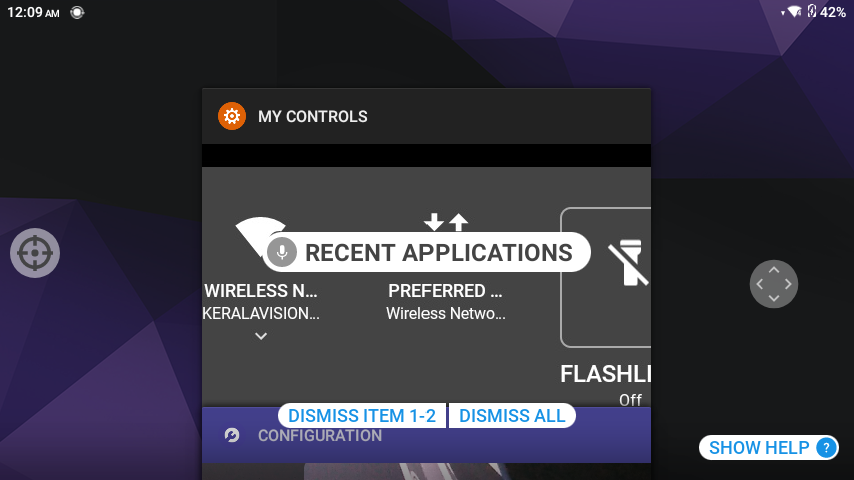 12:09 AM
42%
MY CONTROLS
RECENT APPLICATIONS
WIRELESS N...
PREFERRED ...
KERALAVISION...
Wireless Netwo...
FLASHLI
Off
DISMISS ITEM 1-2
DISMISS ALL
CONFIGURATION
SHOW HELP ?